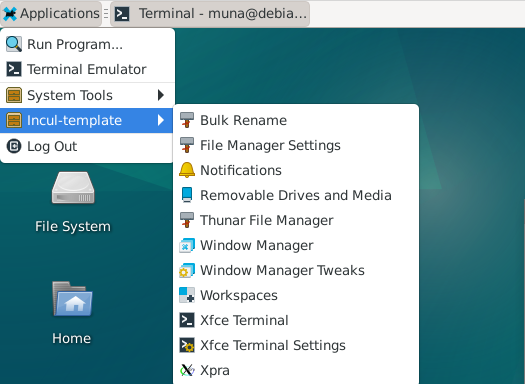 Applications
Terminal - muna@debia...
Run Program...
Terminal Emulator
System Tools
Incul-template
Log Out
Bulk Rename
File Manager Settings
Notifications
Removable Drives and Media
Thunar File Manager
Window Manager
Window Manager Tweaks
Workspaces
Xfce Terminal
Xfce Terminal Settings
Xpra
File System
Home